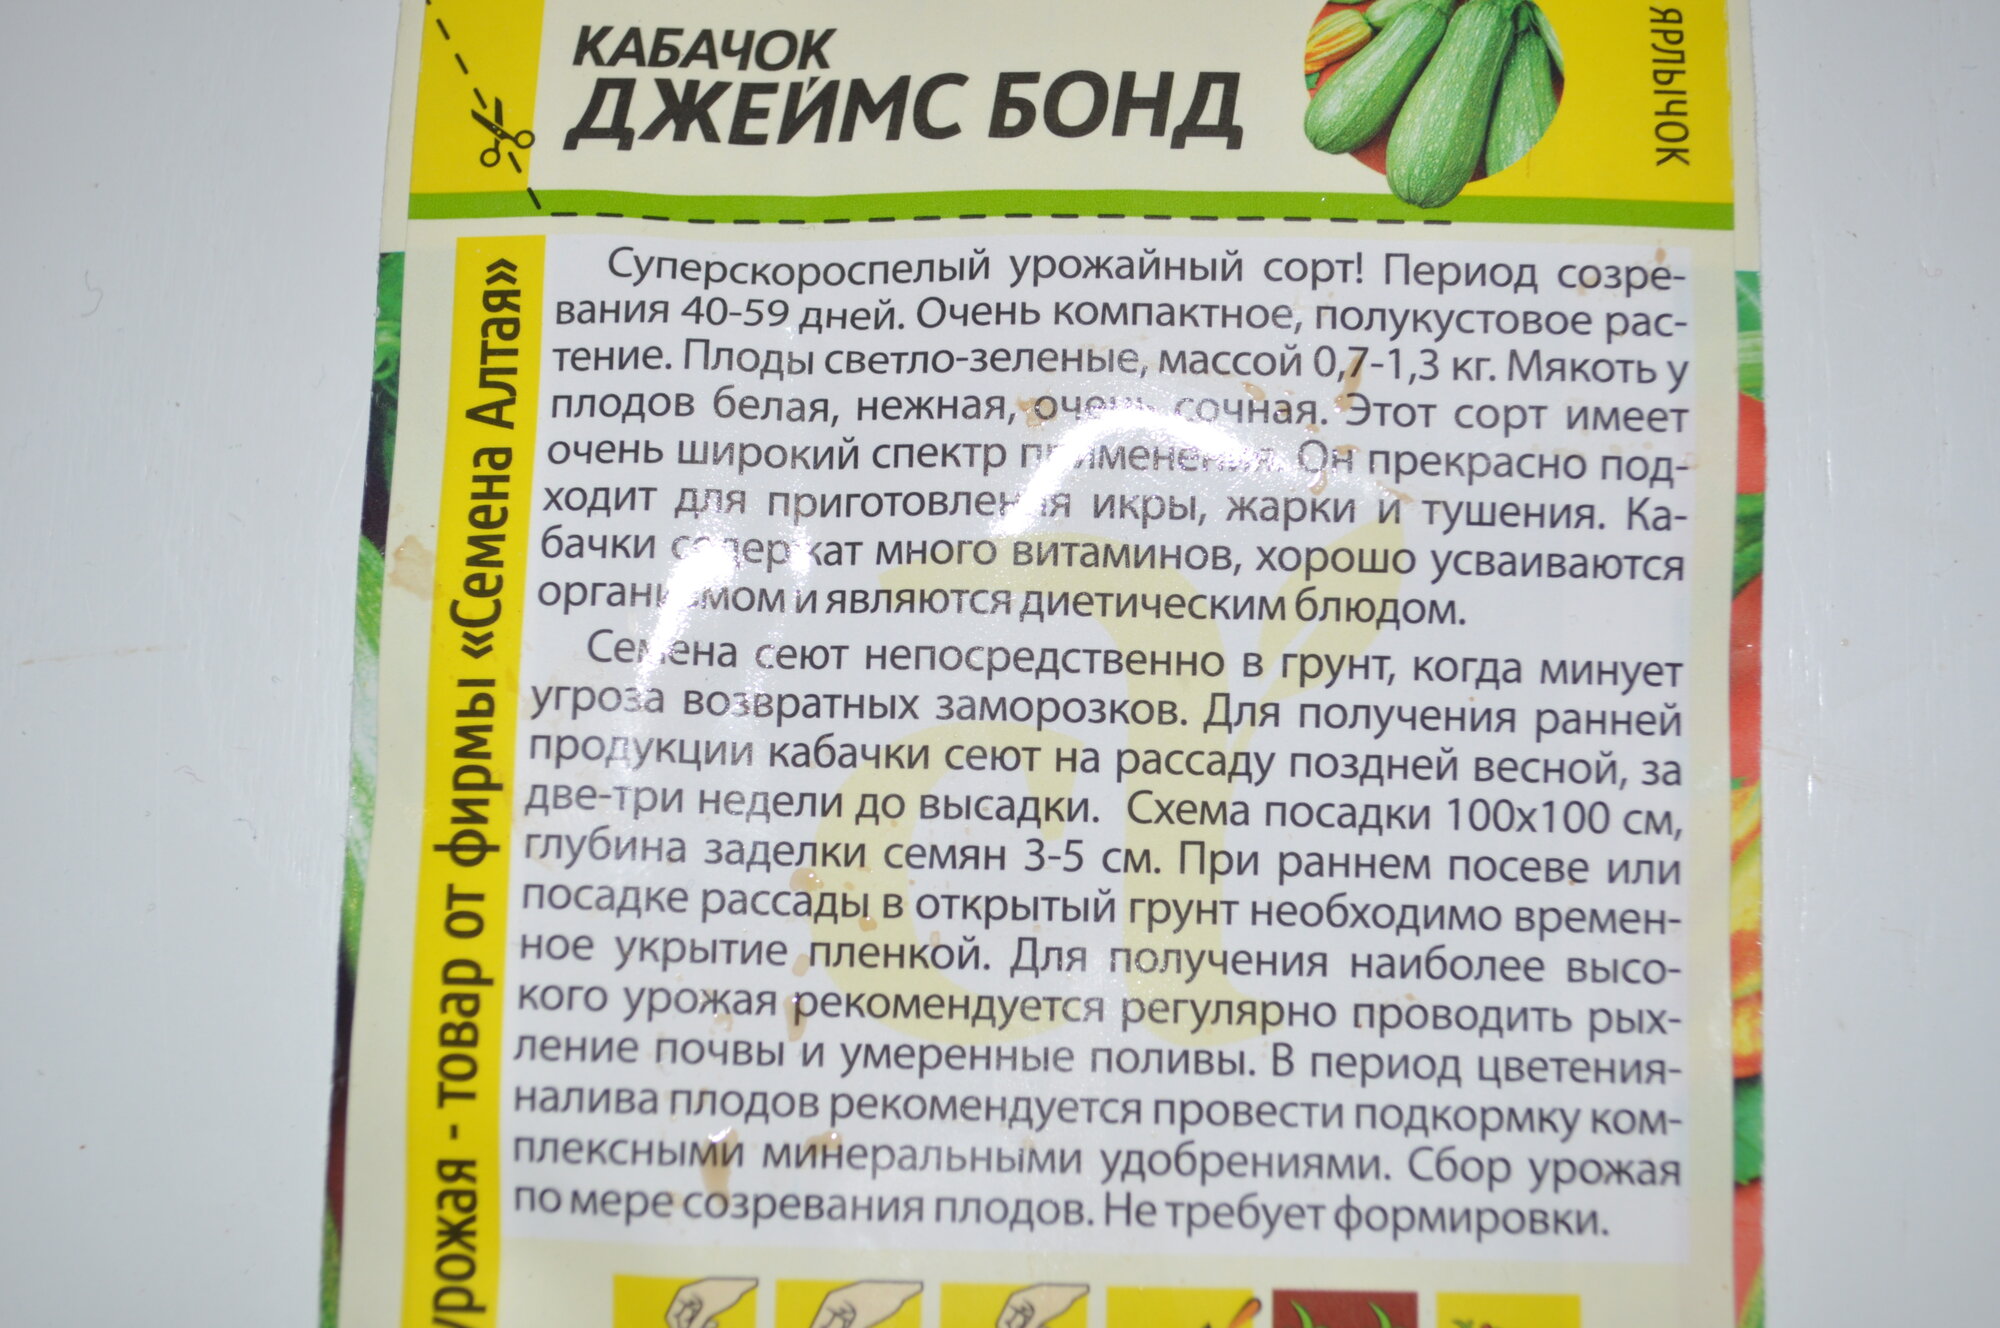 КАБАЧОК
ДЖЕЙМС БОНД
ЯРЛЫЧОК
урожая - товар от фирмы «Семена Алтая»
Суперскороспелый урожайный сорт! Период созре-
вания 40-59 дней. Очень компактное, полукустовое рас-
тение. Плоды светло-зеленые, массой 0,7-1,3 кг. Мякоть у
плодов белая, нежная, очень сочная. Этот сорт имеет
очень широкий спектр применения. Он прекрасно под-
ходит для приготовления икры, жарки и тушения. Ка-
бачки содержат много витаминов, хорошо усваиваются
организмом и являются диетическим блюдом.
Семена сеют непосредственно в грунт, когда минует
угроза возвратных заморозков. Для получения ранней
продукции кабачки сеют на рассаду поздней весной, за
две-три недели до высадки. Схема посадки 100х100 см,
глубина заделки семян 3-5 см. При раннем посеве или
посадке рассады в открытый грунт необходимо времен-
ное укрытие пленкой. Для получения наиболее высо-
кого урожая рекомендуется регулярно проводить рых-
ление почвы и умеренные поливы. В период цветения-
налива плодов рекомендуется провести подкормку ком-
плексными минеральными удобрениями. Сбор урожая
по мере созревания плодов. Не требует формировки.